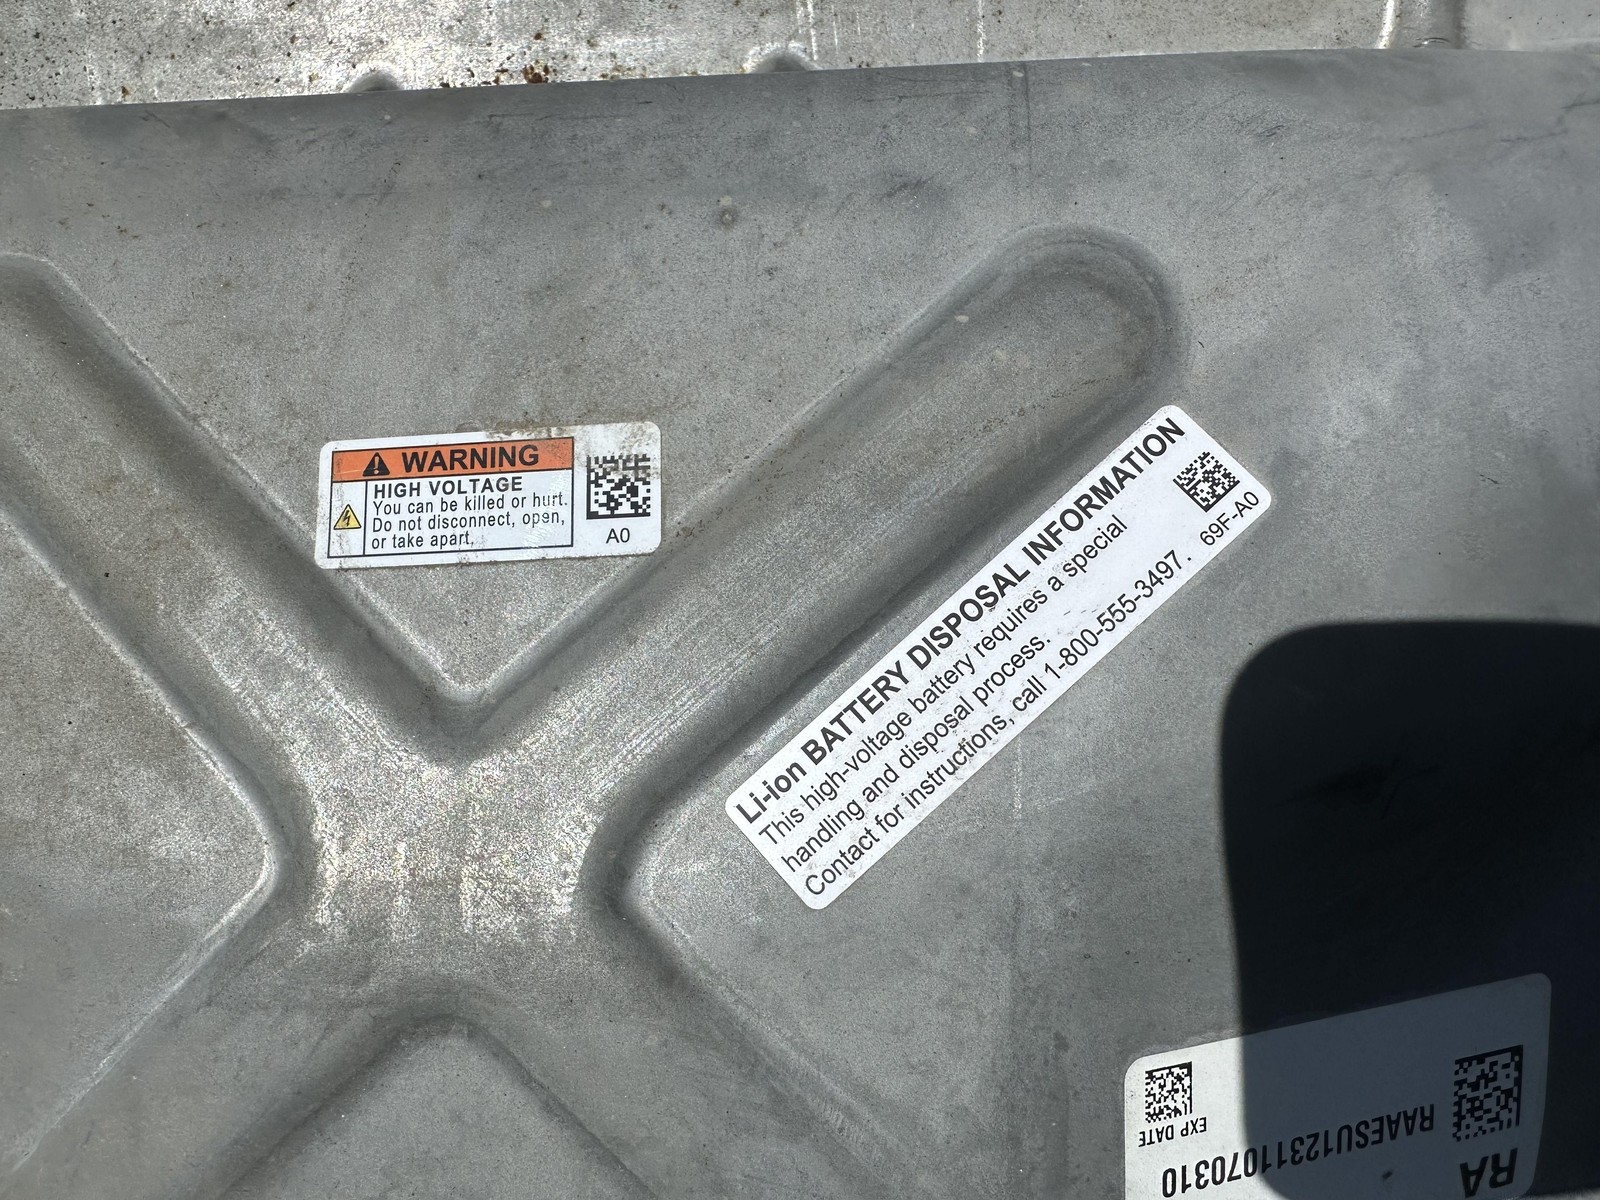 WARNING
HIGH VOLTAGE
You can be killed or hurt.
Do not disconnect, open,
or take apart.
A0
Li-ion BATTERY DISPOSAL INFORMATION
This high-voltage battery requires a special
handling and disposal process.
Contact for instructions, call 1-800-555-3497.
69F-A0
RA
RAAESU12311070310
EXP DATE